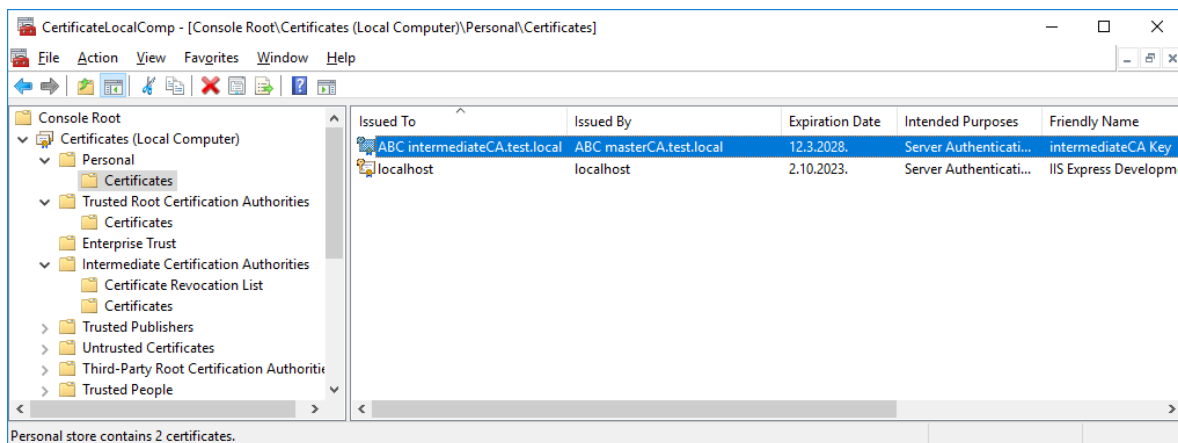 CertificateLocalComp - [Console Root\Certificates (Local Computer)\Personal\Certificates]
File Action View Favorites Window Help
Console Root
Certificates (Local Computer)
Personal
Certificates
Trusted Root Certification Authorities
Certificates
Enterprise Trust
Intermediate Certification Authorities
Certificate Revocation List
Certificates
Trusted Publishers
Untrusted Certificates
Third-Party Root Certification Authoritie
Trusted People
Issued To Issued By Expiration Date Intended Purposes Friendly Name
ABC intermediateCA.test.local ABC masterCA.test.local 12.3.2028. Server Authenticati... intermediateCA Key
localhost localhost 2.10.2023. Server Authenticati... IIS Express Developm
Personal store contains 2 certificates.